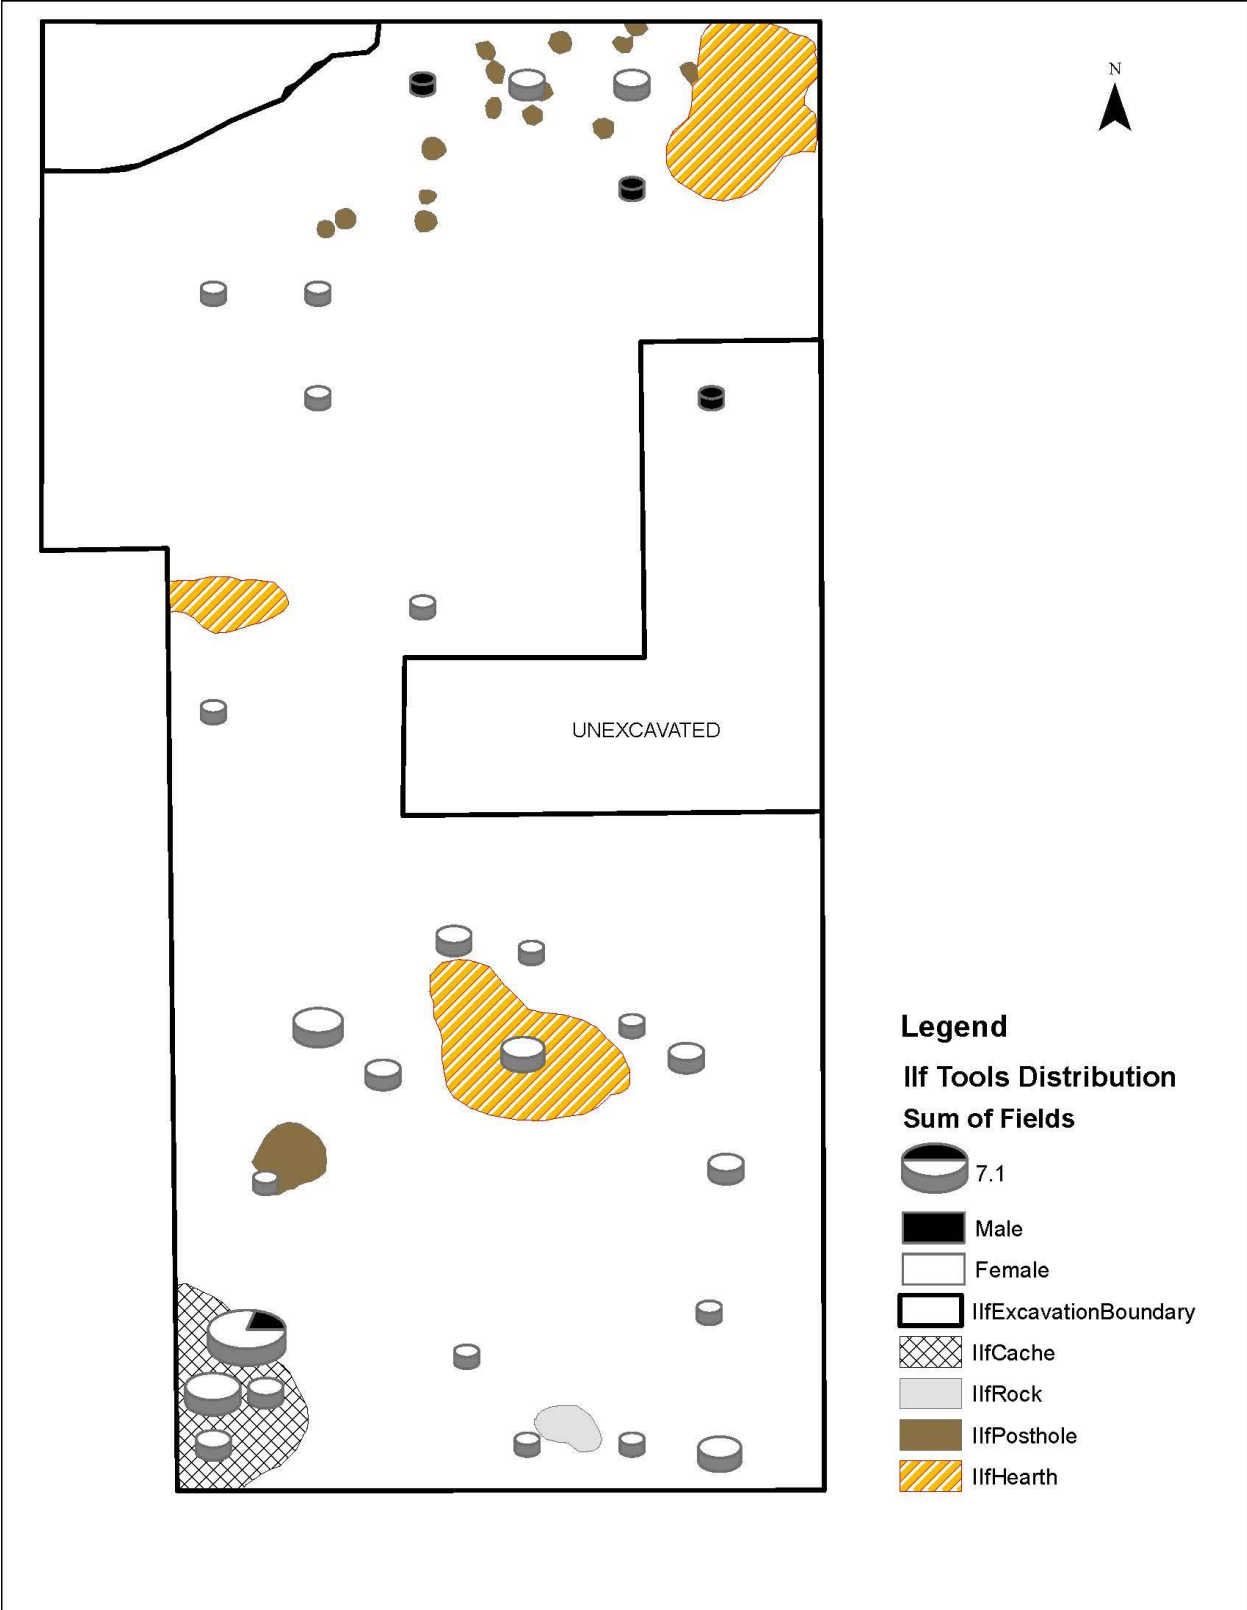 N
UNEXCAVATED
Legend
IIf Tools Distribution
Sum of Fields
7.1
Male
Female
IIfExcavationBoundary
IIfCache
IIfRock
IIfPosthole
IIfHearth